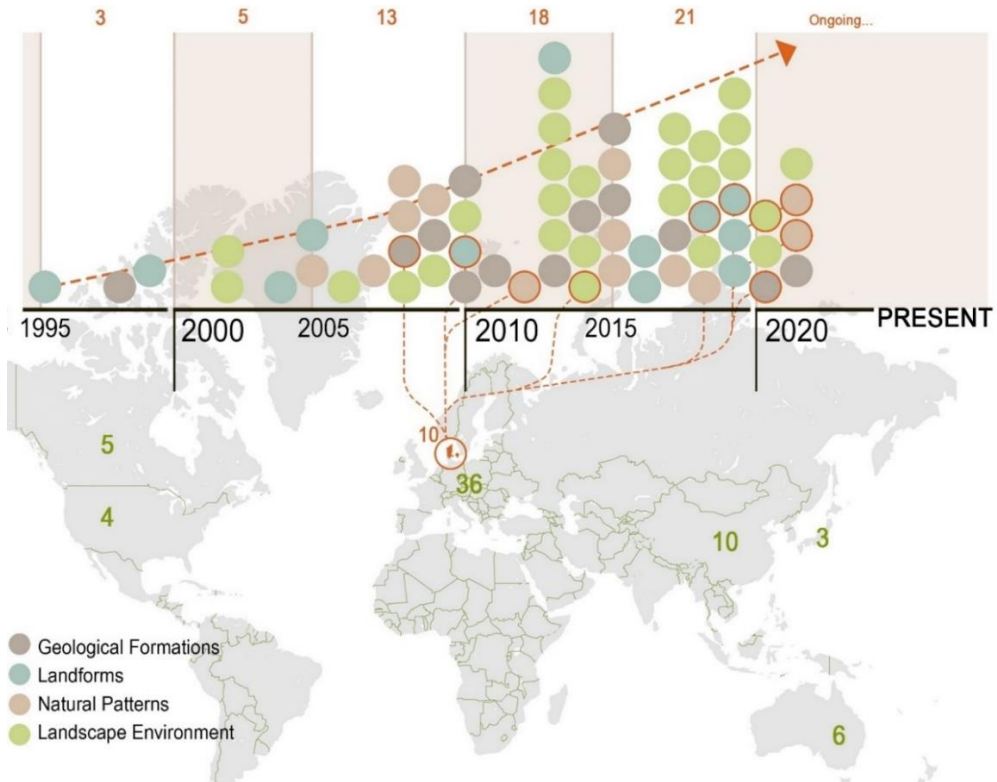 3 5 13 18 21 Ongoing...
1995 2000 2005 2010 2015 2020 PRESENT
10
5
36
4
10
3
Geological Formations
Landforms
Natural Patterns
Landscape Environment
6